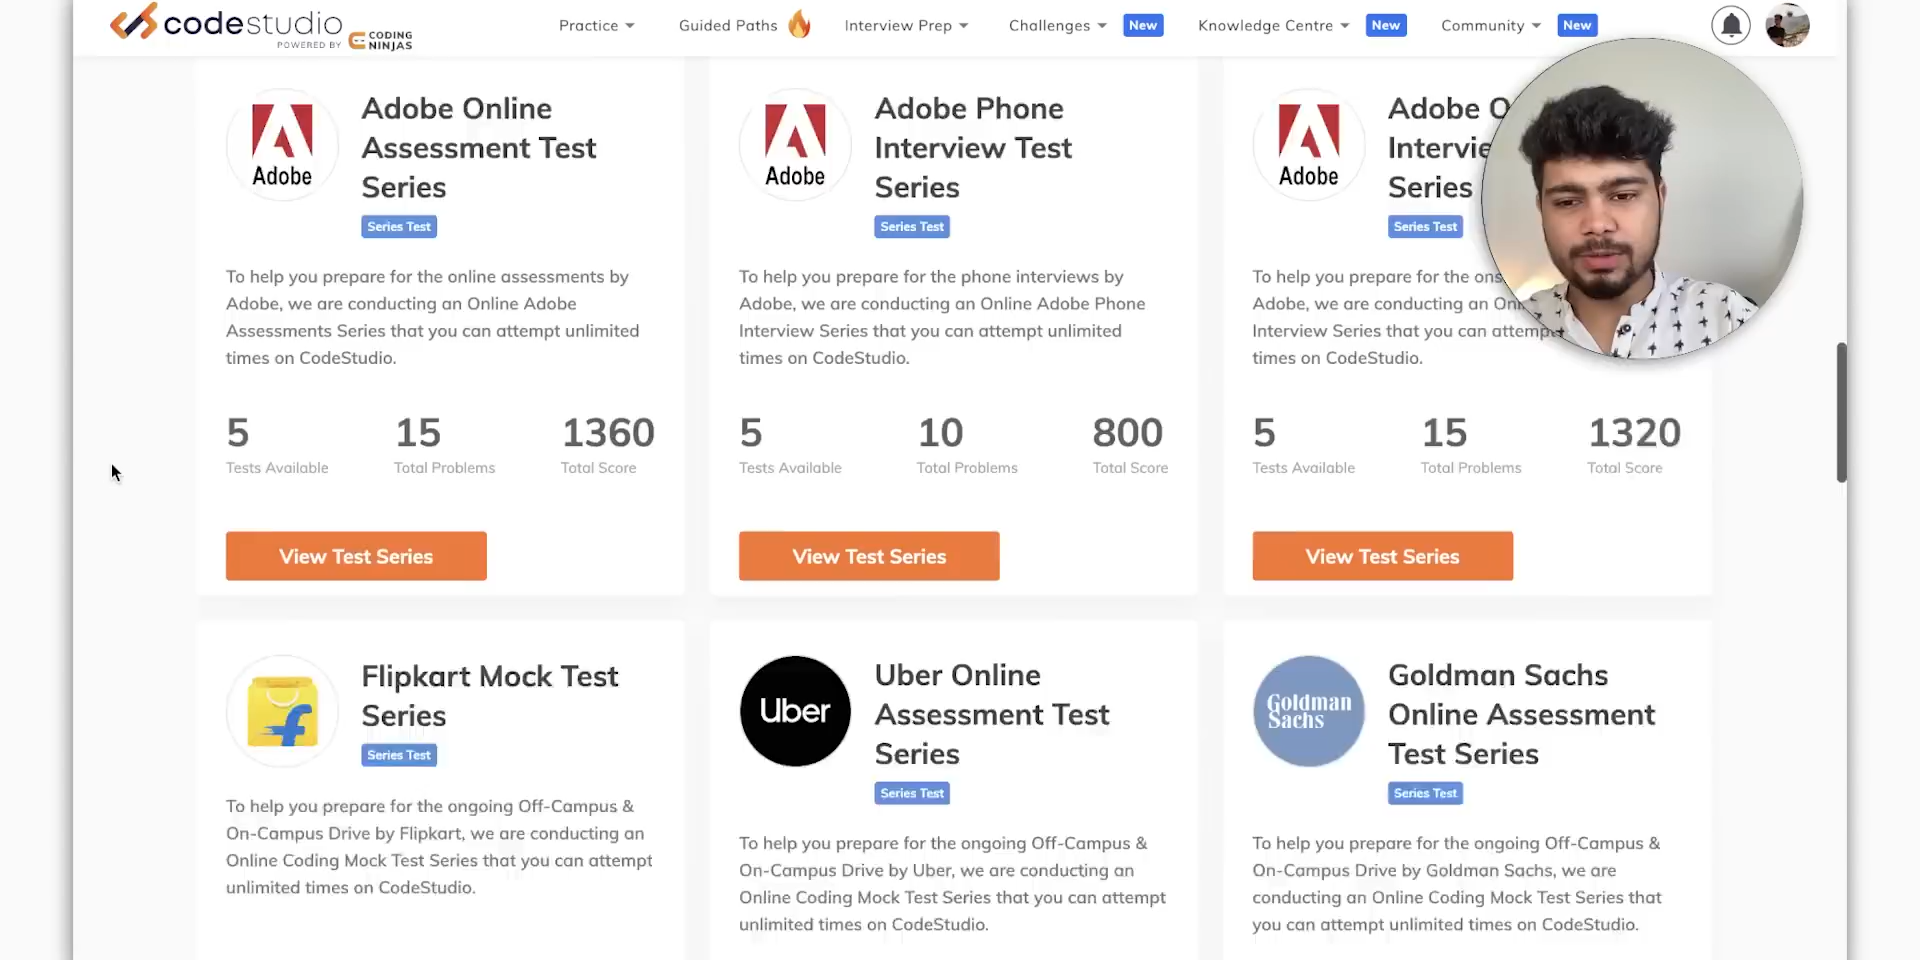 codestudio
POWERED BY CODING NINJAS
Practice
Guided Paths
Interview Prep
Challenges
New
Knowledge Centre
New
Community
New
Adobe
Adobe Online
Assessment Test
Series
Series Test
To help you prepare for the online assessments by
Adobe, we are conducting an Online Adobe
Assessments Series that you can attempt unlimited
times on CodeStudio.
5
Tests Available
15
Total Problems
1360
Total Score
View Test Series
Adobe
Adobe Phone
Interview Test
Series
Series Test
To help you prepare for the phone interviews by
Adobe, we are conducting an Online Adobe Phone
Interview Series that you can attempt unlimited
times on CodeStudio.
5
Tests Available
10
Total Problems
800
Total Score
View Test Series
Adobe
Adobe
Series
Series Test
To help you prepare for the
Adobe, we are conducting an
Interview Series that you can
times on CodeStudio.
5
Tests Available
15
Total Problems
1320
Total Score
View Test Series
Flipkart Mock Test
Series
Series Test
To help you prepare for the ongoing Off-Campus &
On-Campus Drive by Flipkart, we are conducting an
Online Coding Mock Test Series that you can attempt
unlimited times on CodeStudio.
Uber
Uber Online
Assessment Test
Series
Series Test
To help you prepare for the ongoing Off-Campus &
On-Campus Drive by Uber, we are conducting an
Online Coding Mock Test Series that you can attempt
unlimited times on CodeStudio.
Goldman
Sachs
Goldman Sachs
Online Assessment
Test Series
Series Test
To help you prepare for the ongoing Off-Campus &
On-Campus Drive by Goldman Sachs, we are
conducting an Online Coding Mock Test Series that
you can attempt unlimited times on CodeStudio.